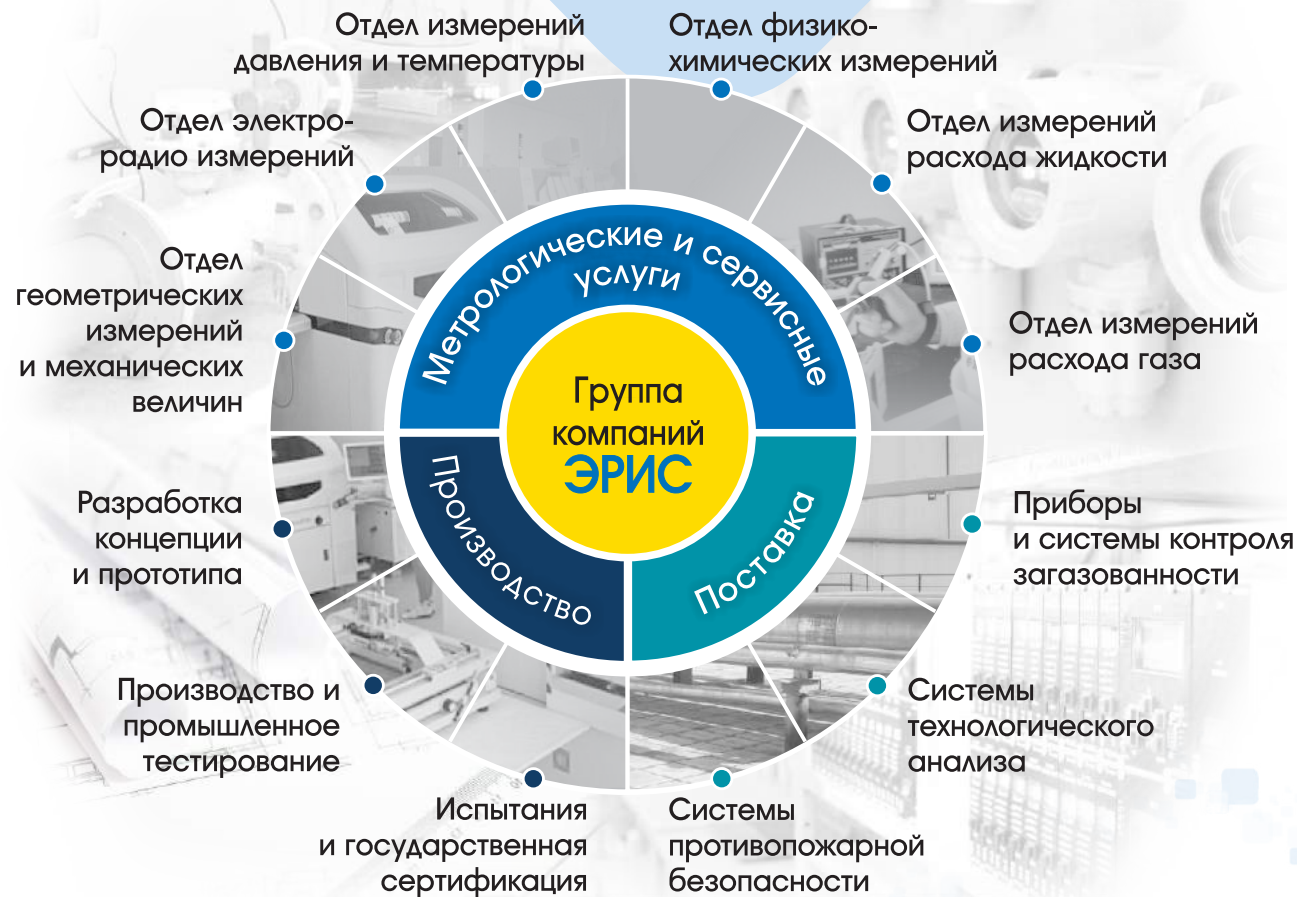 Отдел измерений
давления и температуры
Отдел физико-
химических измерений
Отдел электро-
радио измерений
Отдел измерений
расхода жидкости
Отдел
геометрических
измерений
и механических
величин
Отдел измерений
расхода газа
Метрологические и сервисные
услуги
Группа
компаний
ЭРИС
Производство
Поставка
Разработка
концепции
и прототипа
Приборы
и системы контроля
загазованности
Производство и
промышленное
тестирование
Системы
технологического
анализа
Испытания
и государственная
сертификация
Системы
противопожарной
безопасности